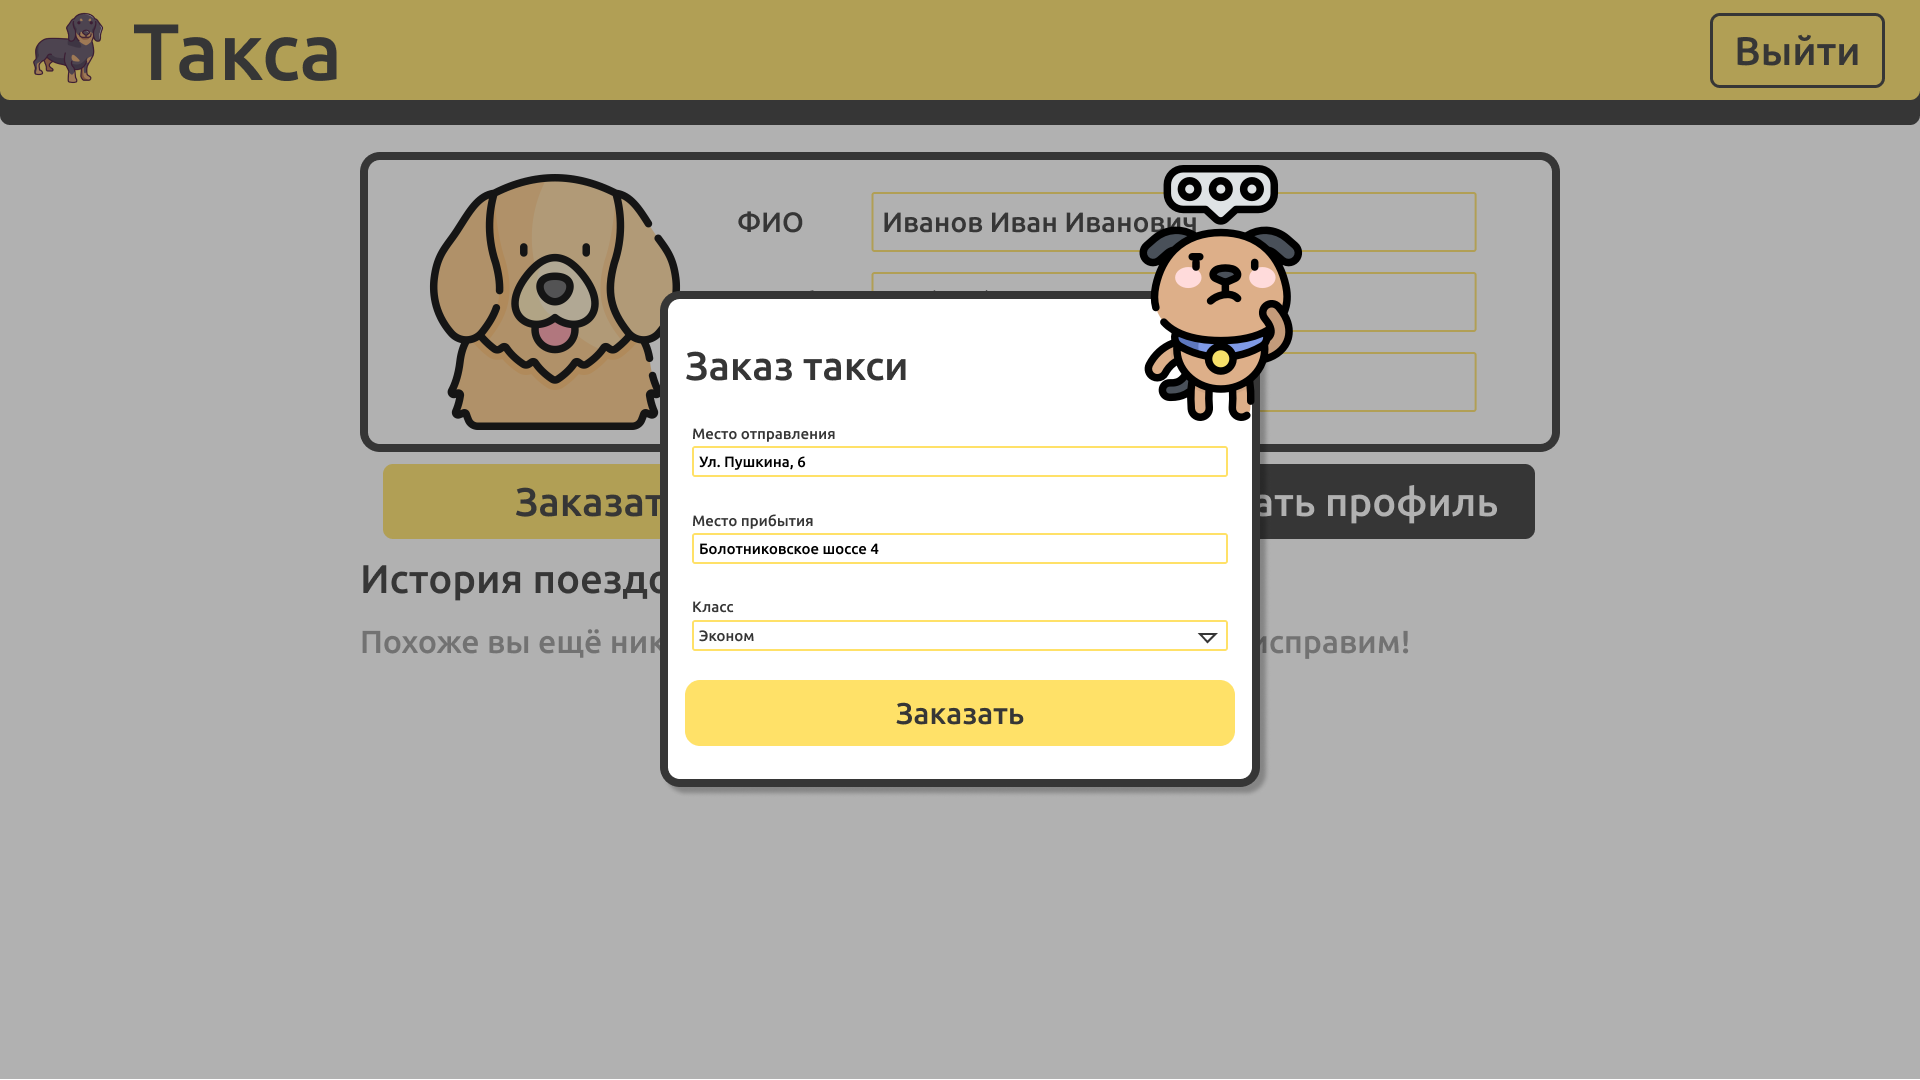 Такса
Выйти
ФИО
Иванов Иван Иванович
Заказ такси
Место отправления
Ул. Пушкина, 6
Место прибытия
Болотниковское шоссе 4
Класс
Эконом
Заказать
Заказат
ать профиль
История поездо
Похоже вы ещё ник
исправим!